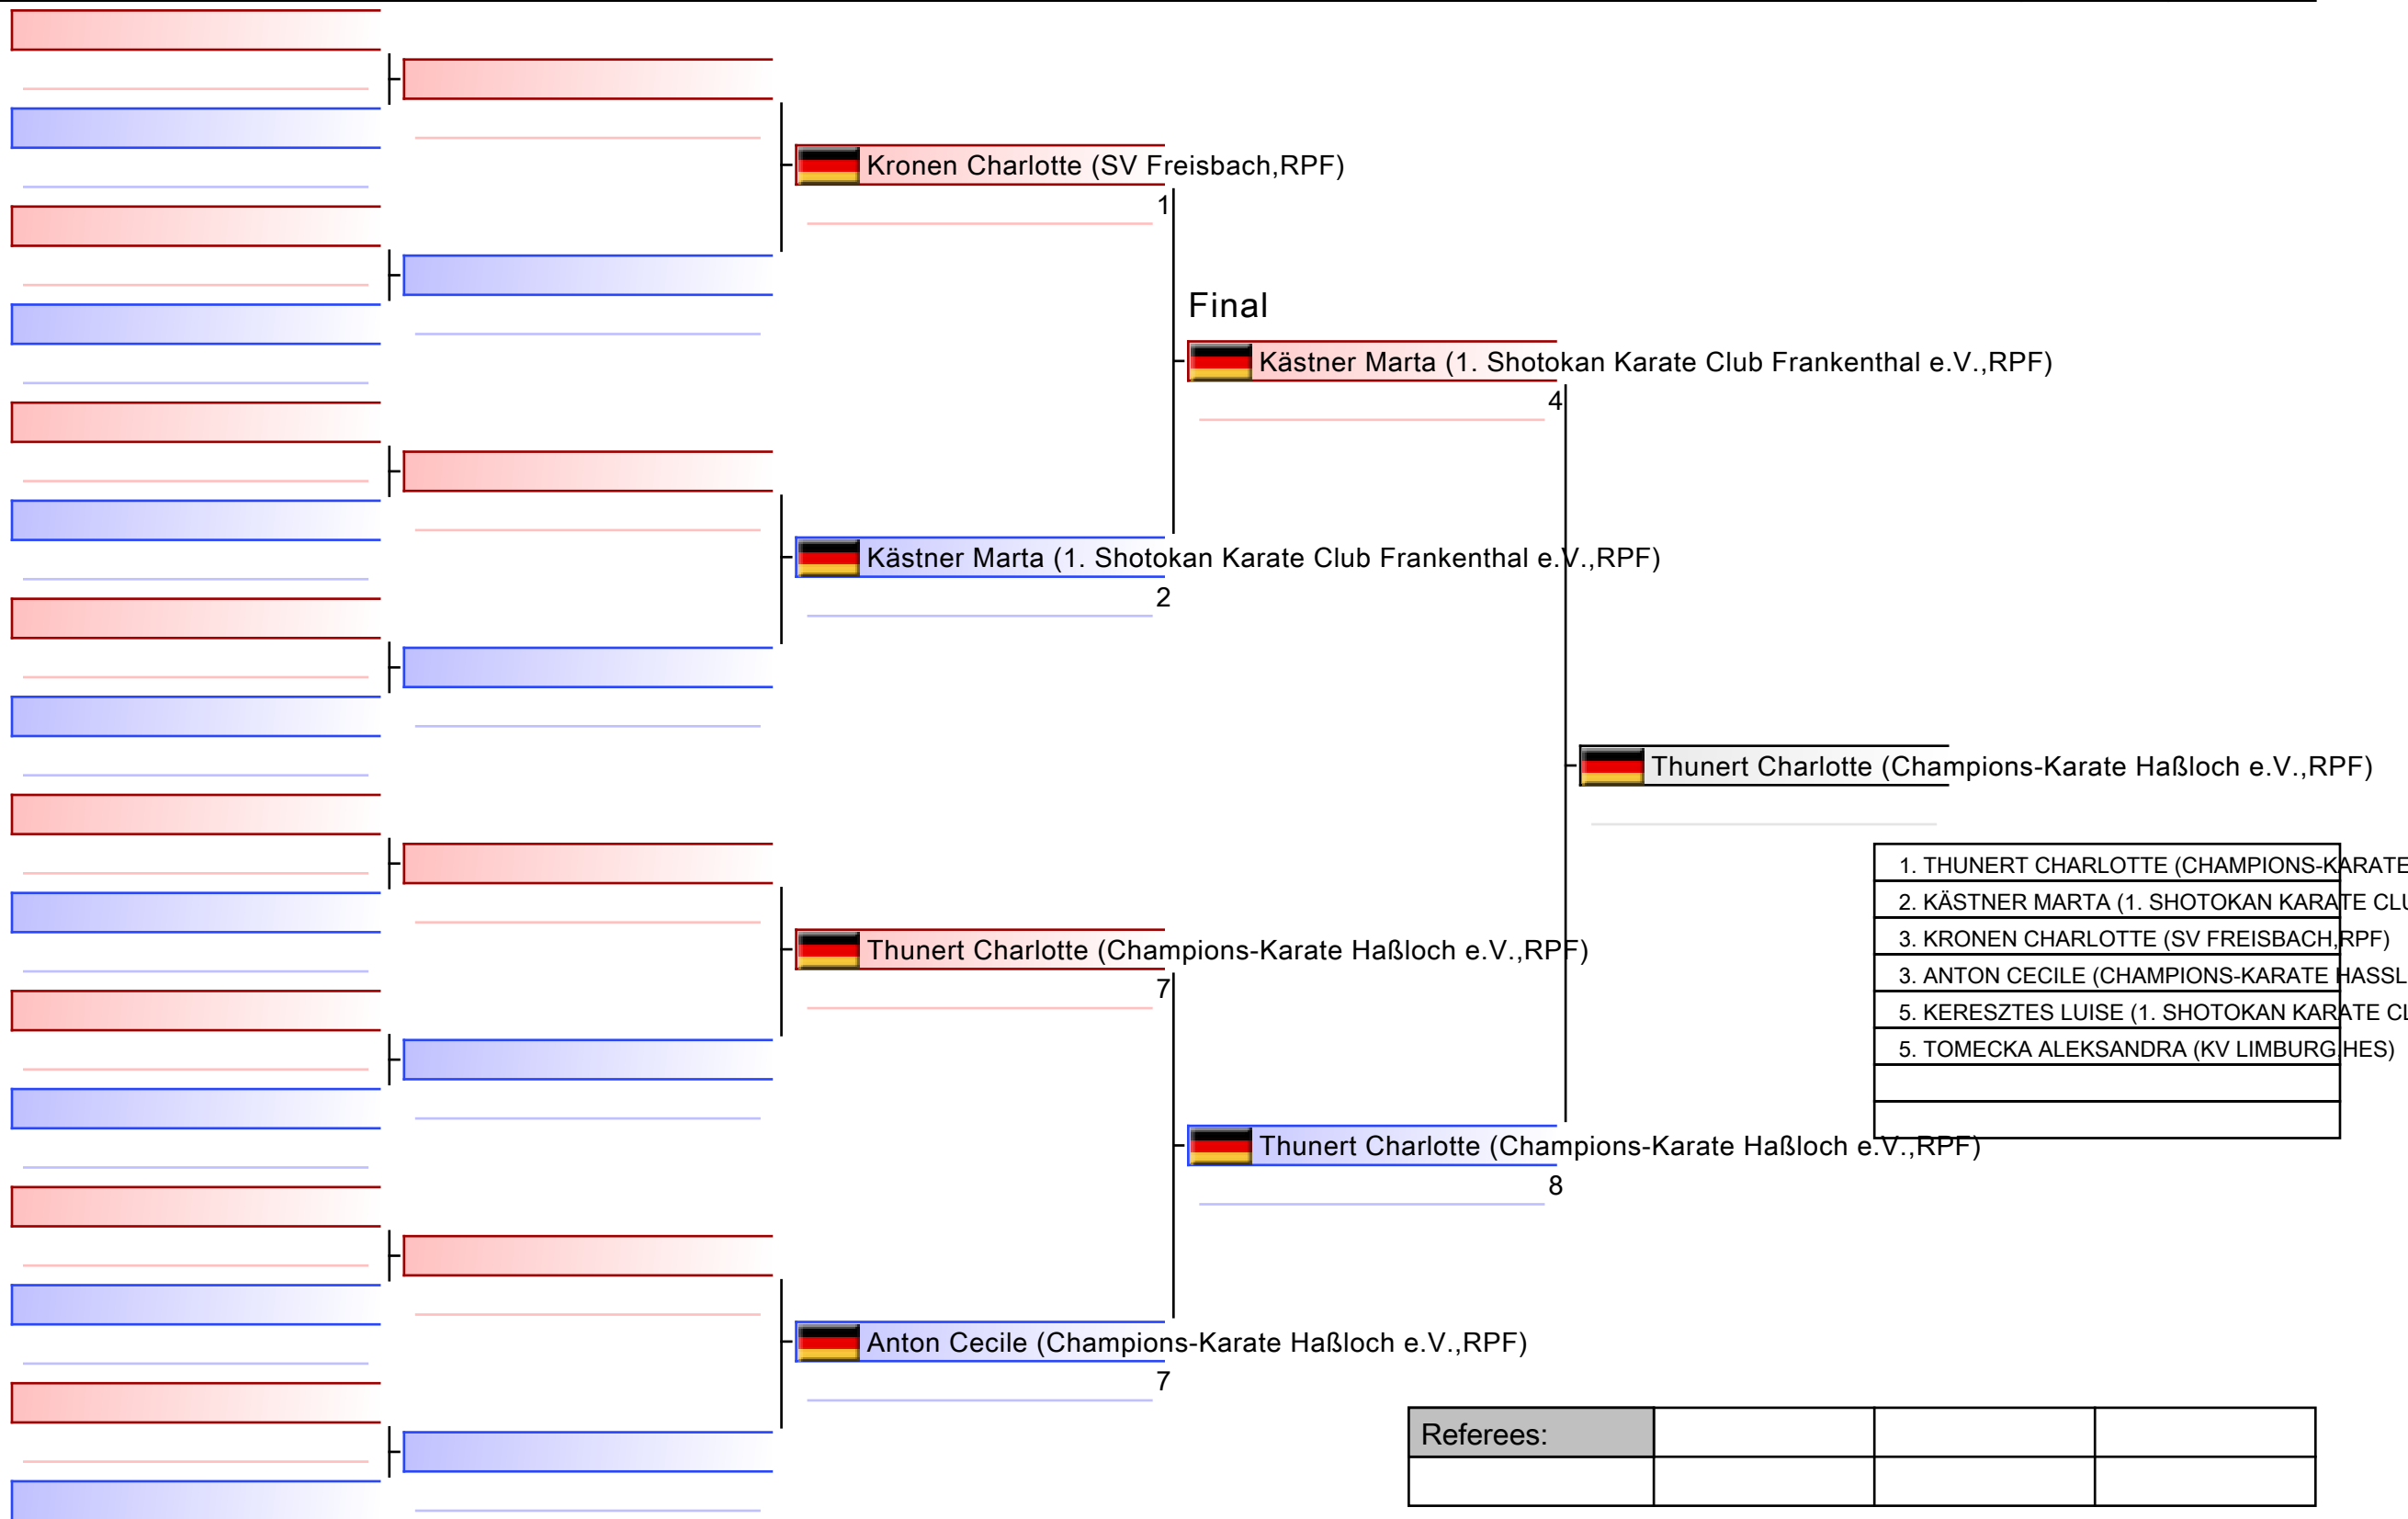 Kronen Charlotte (SV Freisbach,RPF)
1
Final
Kästner Marta (1. Shotokan Karate Club Frankenthal e.V.,RPF)
4
Kästner Marta (1. Shotokan Karate Club Frankenthal e.V.,RPF)
2
Thunert Charlotte (Champions-Karate Haßloch e.V.,RPF)
1. THUNERT CHARLOTTE (CHAMPIONS-KARATE
2. KÄSTNER MARTA (1. SHOTOKAN KARATE CLU
3. KRONEN CHARLOTTE (SV FREISBACH,RPF)
3. ANTON CECILE (CHAMPIONS-KARATE HASSL
5. KERESZTES LUISE (1. SHOTOKAN KARATE CL
5. TOMECKA ALEKSANDRA (KV LIMBURG,HES)
Thunert Charlotte (Champions-Karate Haßloch e.V.,RPF)
7
Thunert Charlotte (Champions-Karate Haßloch e.V.,RPF)
8
Anton Cecile (Champions-Karate Haßloch e.V.,RPF)
7
Referees: